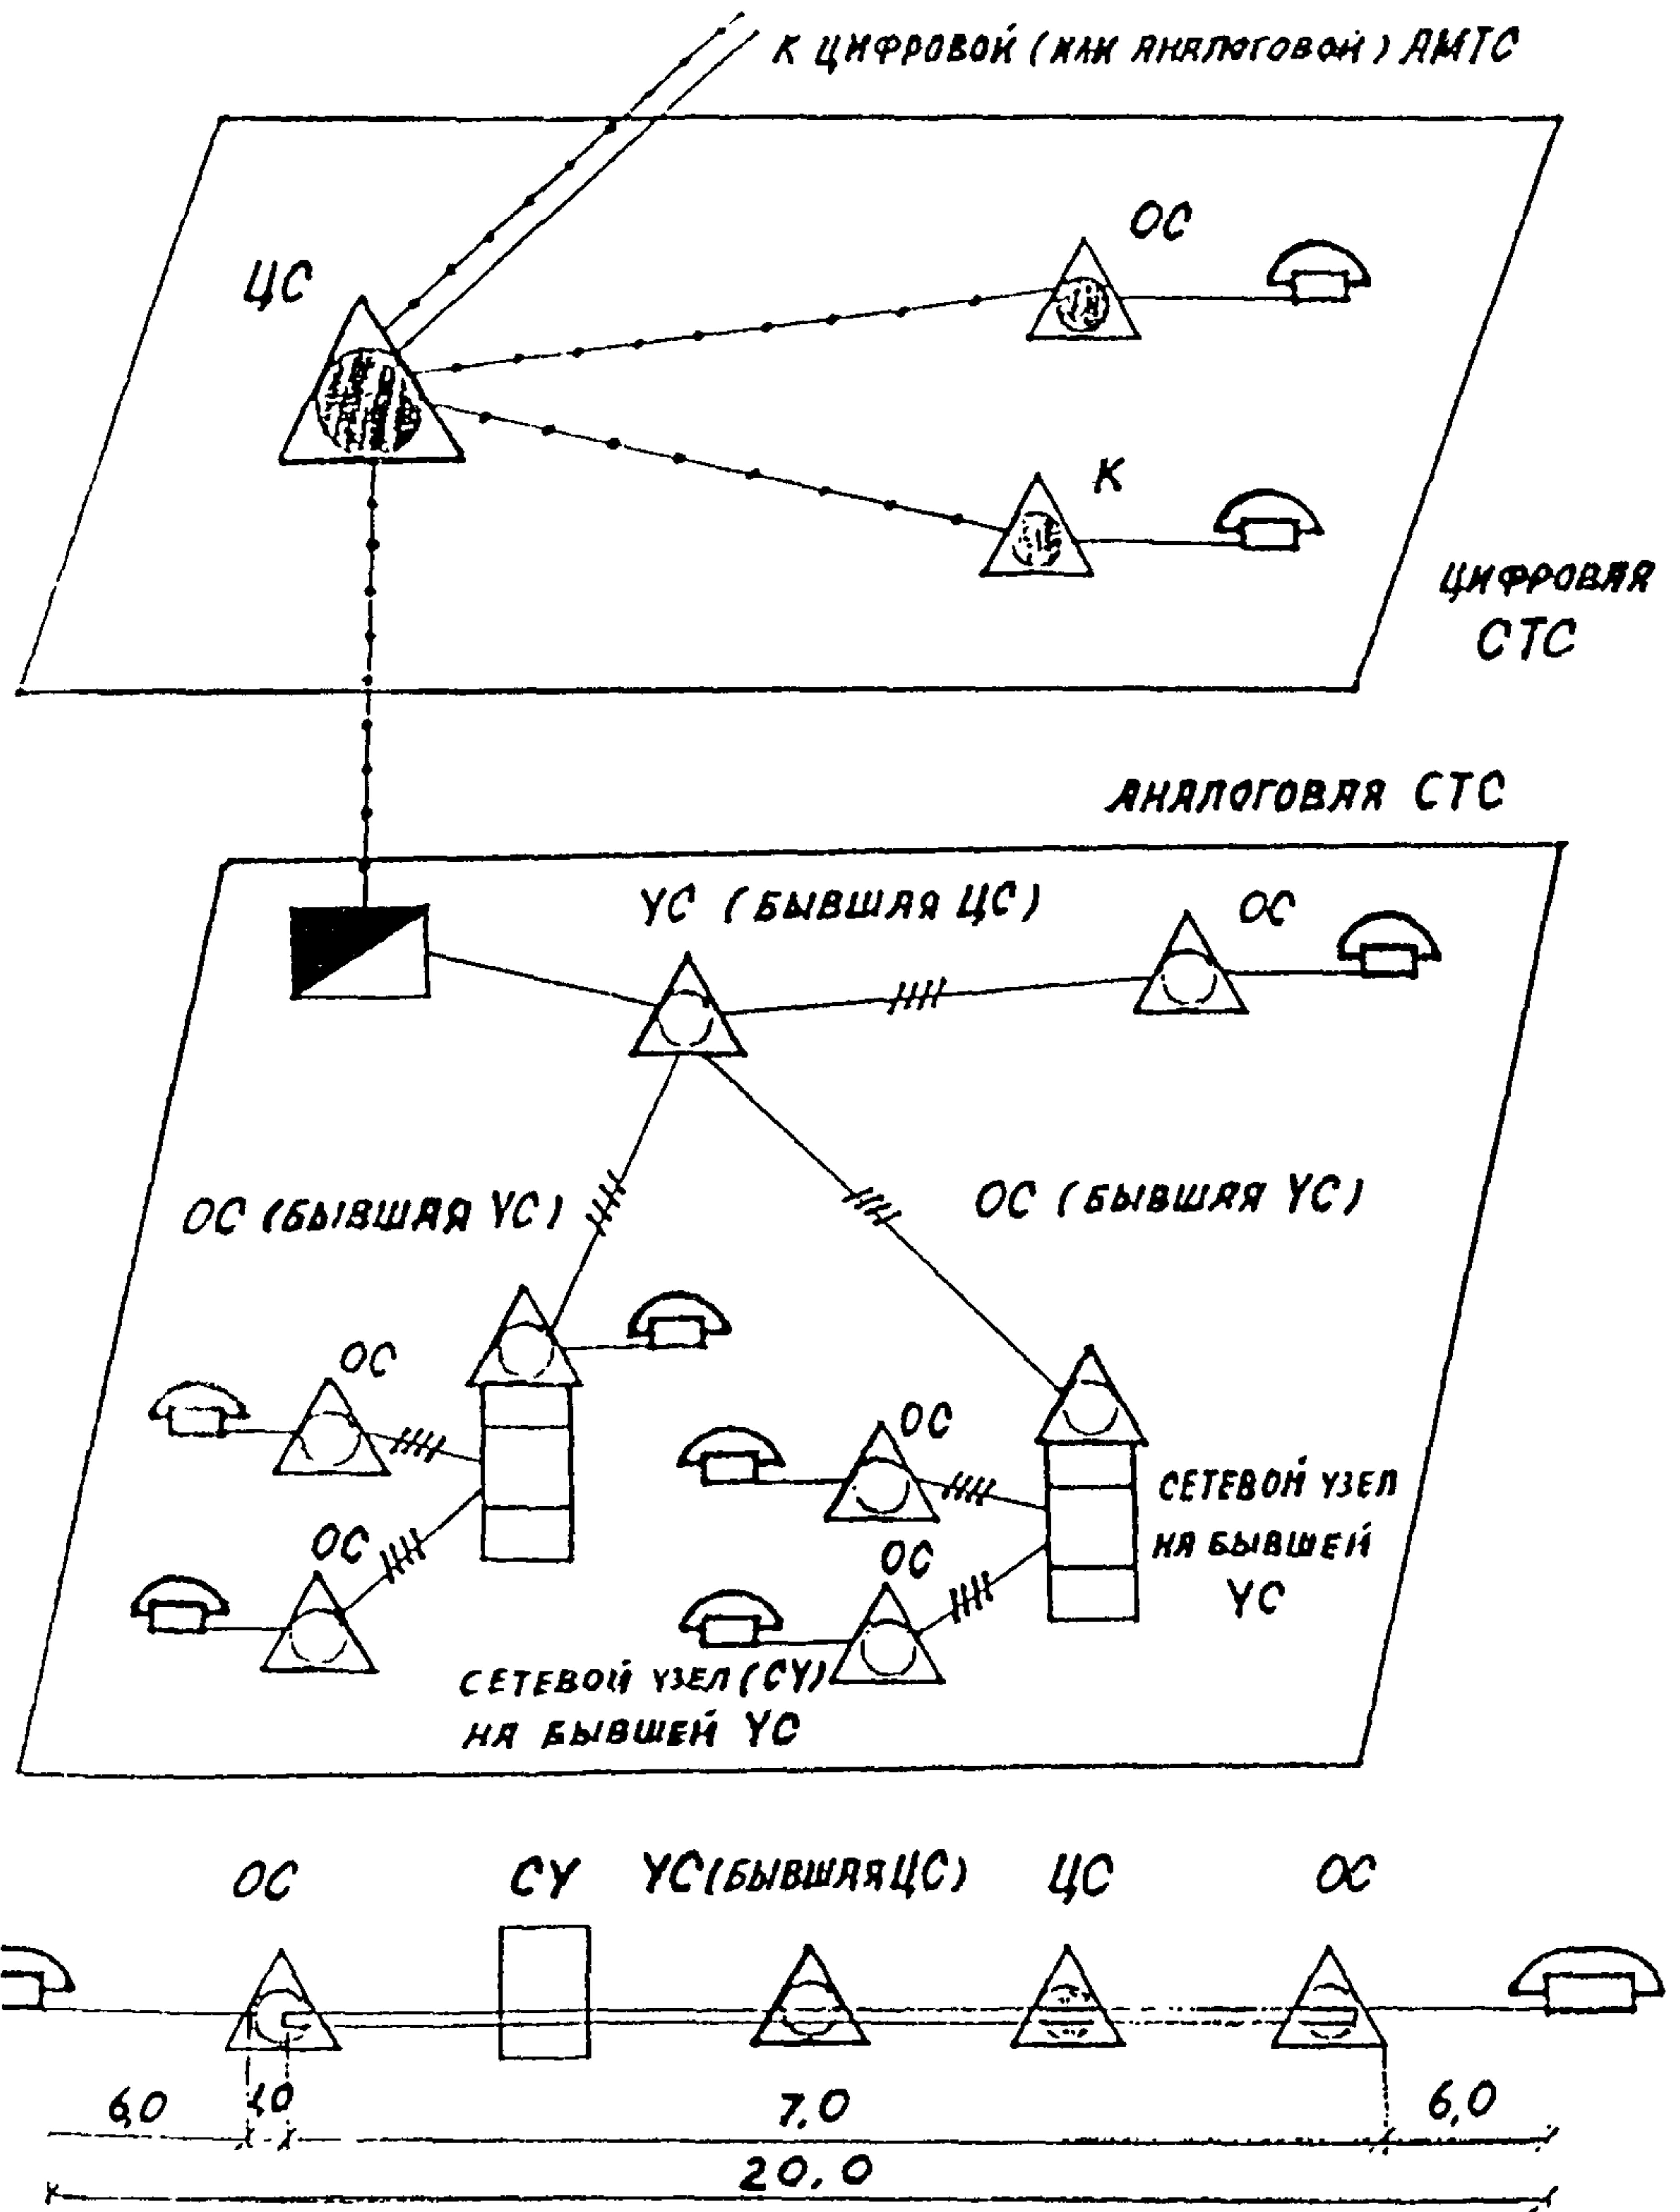 К ЦИФРОВОЙ (ИЛИ АНАЛОГОВОЙ) АМТС
ОС
ЦС
К
ЦИФРОВАЯ
СТС
АНАЛОГОВАЯ СТС
УС (БЫВШАЯ ЦС)
ОС
ОС (БЫВШАЯ УС)
ОС (БЫВШАЯ УС)
ОС
ОС
СЕТЕВОЙ УЗЕЛ
НА БЫВШЕЙ
УС
ОС
ОС
СЕТЕВОЙ УЗЕЛ (СУ)
НА БЫВШЕЙ УС
ОС
СУ
УС (БЫВШАЯ ЦС)
ЦС
ОС
6,0
1,0
7,0
6,0
20,0